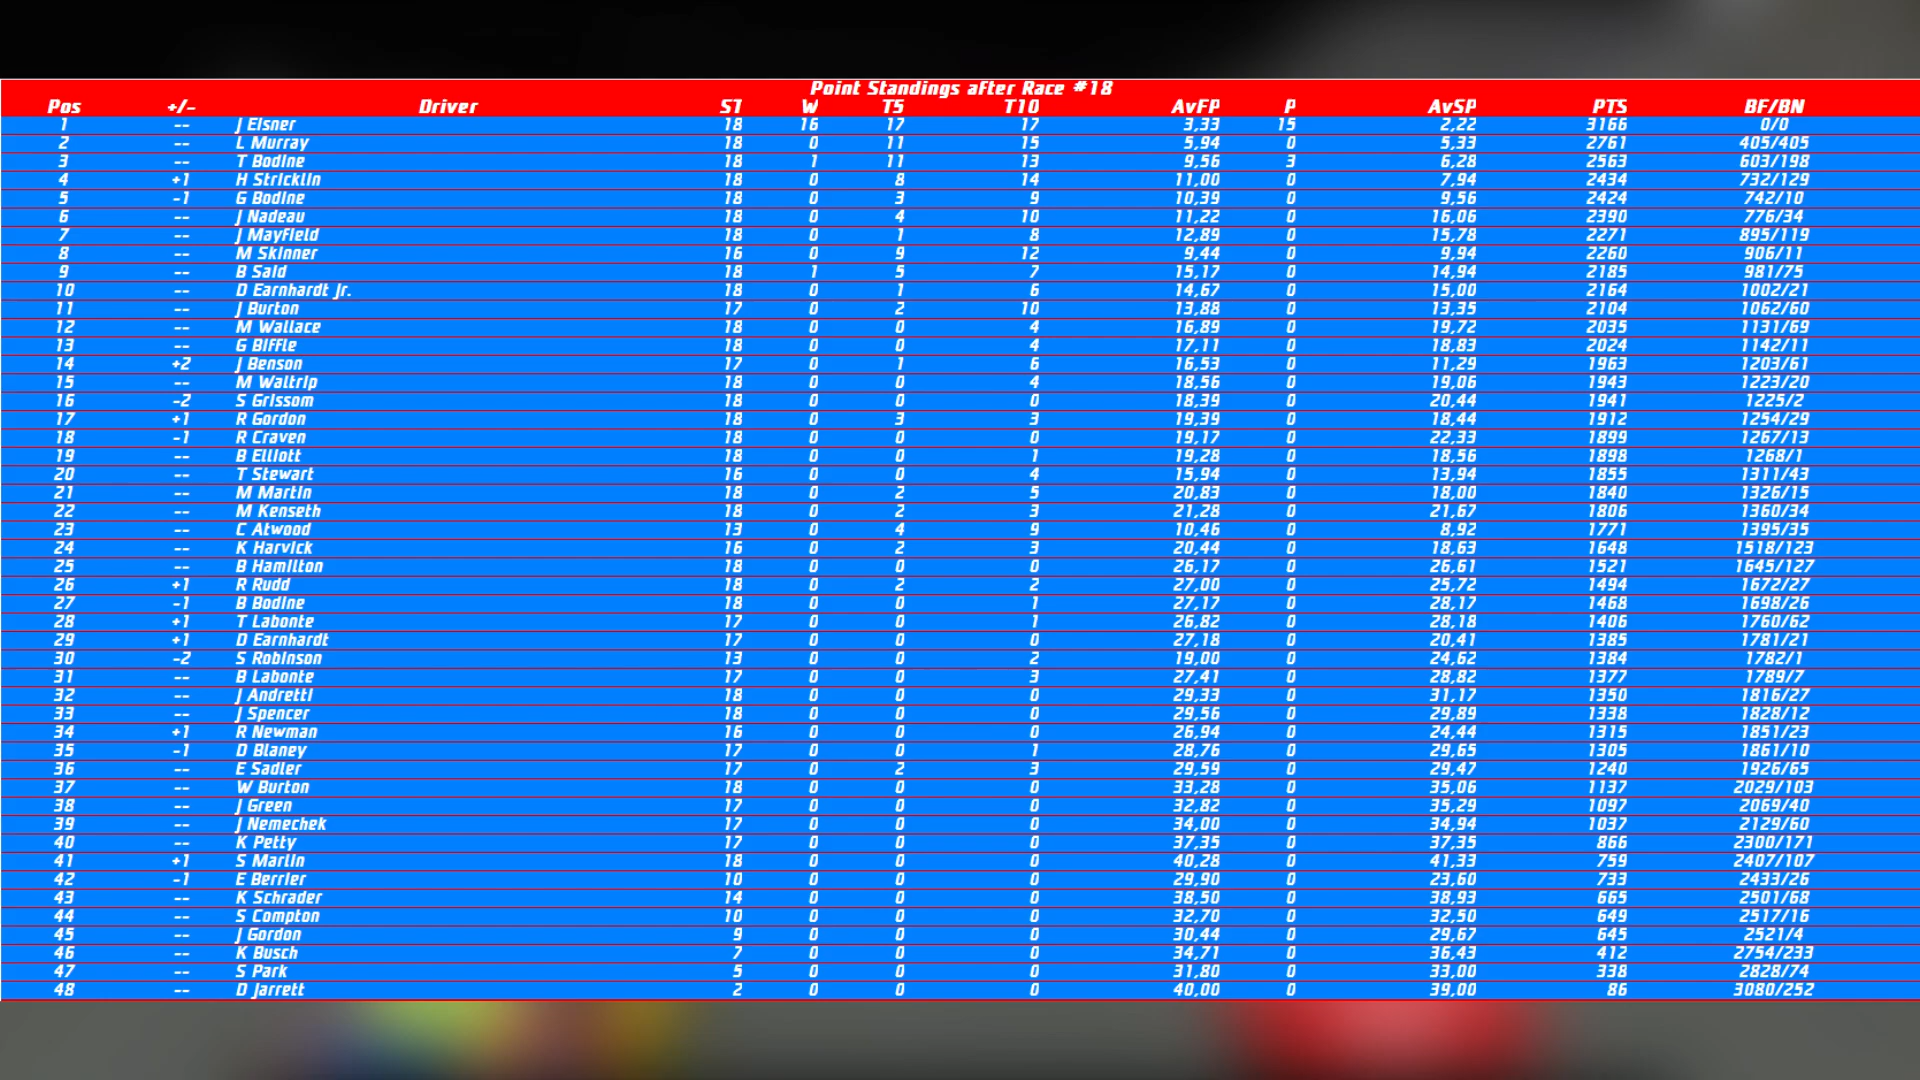 Point Standings after Race #18
Pos +/- Driver ST W T5 T10 AvFP P AvSP PTS BF/BN
1 -- J Eisner 18 16 17 17 3,33 15 2,22 3166 0/0
2 -- L Murray 18 0 11 15 5,94 0 5,33 2761 405/405
3 -- T Bodine 18 1 11 13 9,56 3 6,28 2563 603/198
4 +1 H Stricklin 18 0 8 14 11,00 0 7,94 2434 732/129
5 -1 G Bodine 18 0 3 9 10,39 0 9,56 2424 742/10
6 -- J Nadeau 18 0 4 10 11,22 0 16,06 2390 776/34
7 -- J Mayfield 18 0 1 8 12,89 0 15,78 2271 895/119
8 -- M Skinner 16 0 9 12 9,44 0 9,94 2260 906/11
9 -- B Said 18 1 5 7 15,17 0 14,94 2185 981/75
10 -- D Earnhardt Jr. 18 0 1 6 14,67 0 15,00 2164 1002/21
11 -- J Burton 17 0 2 10 13,88 0 13,35 2104 1062/60
12 -- M Wallace 18 0 0 4 16,89 0 19,72 2035 1131/69
13 -- G Biffle 18 0 0 4 17,11 0 18,83 2024 1142/11
14 +2 J Benson 17 0 1 6 16,53 0 11,29 1963 1203/61
15 -- M Waltrip 18 0 0 4 18,56 0 19,06 1943 1223/20
16 -2 S Grissom 18 0 0 0 18,39 0 20,44 1941 1225/2
17 +1 R Gordon 18 0 3 3 19,39 0 18,44 1912 1254/29
18 -1 R Craven 18 0 0 0 19,17 0 22,33 1899 1267/13
19 -- B Elliott 18 0 0 1 19,28 0 18,56 1898 1268/1
20 -- T Stewart 16 0 0 4 15,94 0 13,94 1855 1311/43
21 -- M Martin 18 0 2 5 20,83 0 18,00 1840 1326/15
22 -- M Kenseth 18 0 2 3 21,28 0 21,67 1806 1360/34
23 -- C Atwood 13 0 4 9 10,46 0 8,92 1771 1395/35
24 -- K Harvick 16 0 2 3 20,44 0 18,63 1648 1518/123
25 -- B Hamilton 18 0 0 0 26,17 0 26,61 1521 1645/127
26 +1 R Rudd 18 0 2 2 27,00 0 25,72 1494 1672/27
27 -1 B Bodine 18 0 0 1 27,17 0 28,17 1468 1698/26
28 +1 T Labonte 17 0 0 1 26,82 0 28,18 1406 1760/62
29 +1 D Earnhardt 17 0 0 0 27,18 0 20,41 1385 1781/21
30 -2 S Robinson 13 0 0 2 19,00 0 24,62 1384 1782/1
31 -- B Labonte 17 0 0 3 27,41 0 28,82 1377 1789/7
32 -- J Andretti 18 0 0 0 29,33 0 31,17 1350 1816/27
33 -- J Spencer 18 0 0 0 29,56 0 29,89 1338 1828/12
34 +1 R Newman 16 0 0 0 26,94 0 24,44 1315 1851/23
35 -1 D Blaney 17 0 0 1 28,76 0 29,65 1305 1861/10
36 -- E Sadler 17 0 2 3 29,59 0 29,47 1240 1926/65
37 -- W Burton 18 0 0 0 33,28 0 35,06 1137 2029/103
38 -- J Green 17 0 0 0 32,82 0 35,29 1097 2069/40
39 -- J Nemechek 17 0 0 0 34,00 0 34,94 1037 2129/60
40 -- K Petty 17 0 0 0 37,35 0 37,35 866 2300/171
41 +1 S Marlin 18 0 0 0 40,28 0 41,33 759 2407/107
42 -1 E Berrier 10 0 0 0 29,90 0 23,60 733 2433/26
43 -- K Schrader 14 0 0 0 38,50 0 38,93 665 2501/68
44 -- S Compton 10 0 0 0 32,70 0 32,50 649 2517/16
45 -- J Gordon 9 0 0 0 30,44 0 29,67 645 2521/4
46 -- K Busch 7 0 0 0 34,71 0 36,43 412 2754/233
47 -- S Park 5 0 0 0 31,80 0 33,00 338 2828/74
48 -- D Jarrett 2 0 0 0 40,00 0 39,00 86 3080/252